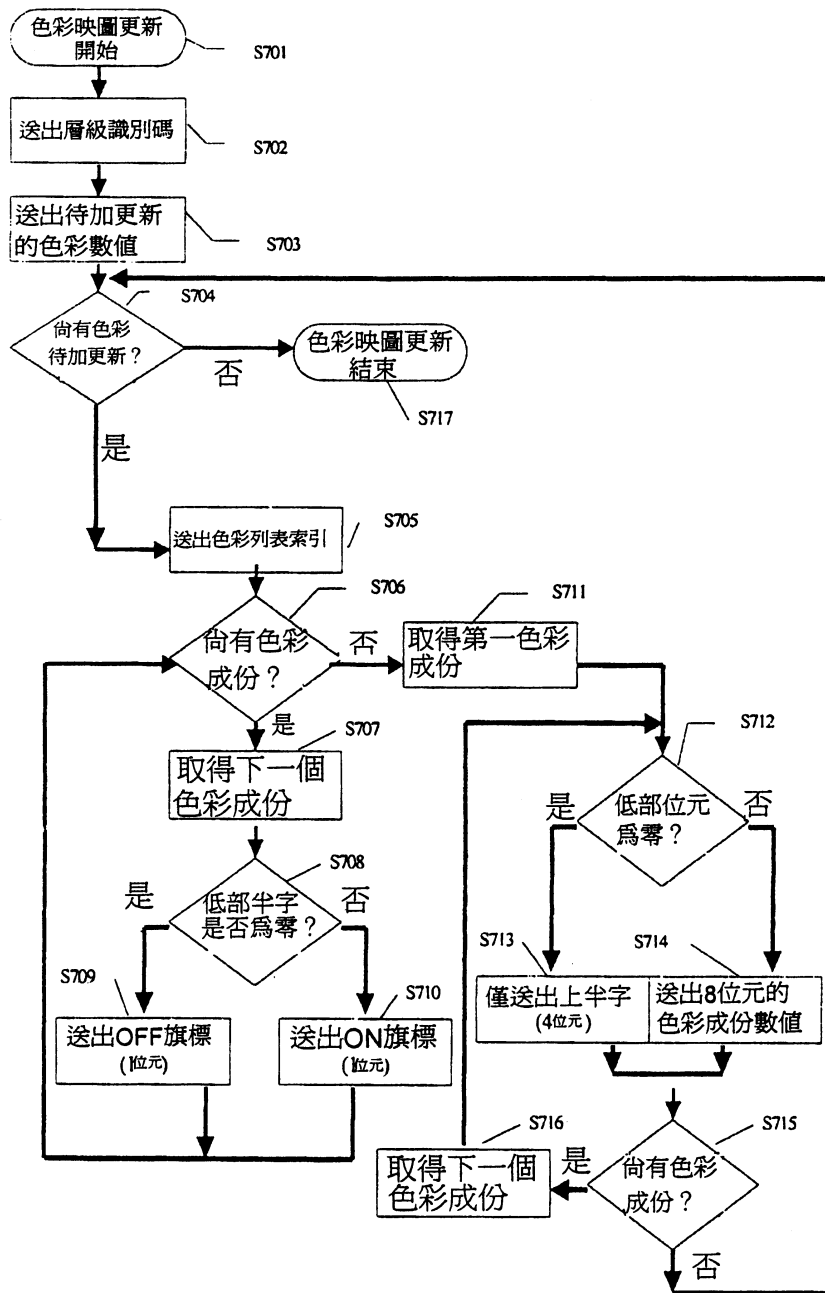 色彩映圖更新
開始
S701
送出層級識別碼
S702
送出待加更新
的色彩數值
S703
S704
尚有色彩
待加更新？
否
色彩映圖更新
結束
S717
是
送出色彩列表索引
S705
S706
尚有色彩
成份？
否
S711
取得第一色彩
成份
是
S707
取得下一個
色彩成份
S712
低部位元
爲零？
是
否
S708
低部半字
是否爲零？
是
否
S709
送出OFF旗標
(1位元)
S710
送出ON旗標
(1位元)
S713
僅送出上半字
(4位元)
S714
送出8位元的
色彩成份數值
S715
尚有色彩
成份？
是
S716
取得下一個
色彩成份
否